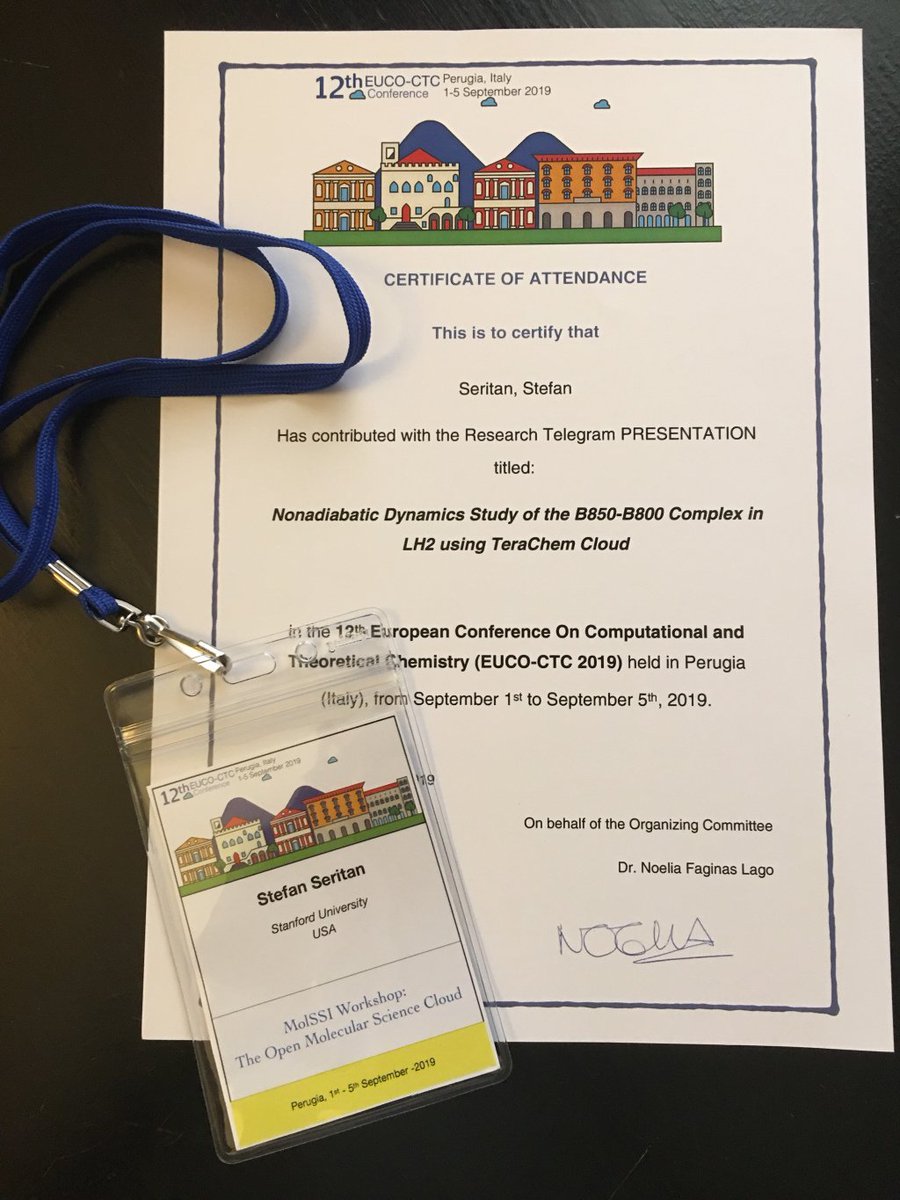 12th EUCO-CTC Perugia, Italy
Conference 1-5 September 2019
CERTIFICATE OF ATTENDANCE
This is to certify that
Seritan, Stefan
Has contributed with the Research Telegram PRESENTATION
titled:
Nonadiabatic Dynamics Study of the B850-B800 Complex in
LH2 using TeraChem Cloud
in the 12th European Conference On Computational and
Theoretical Chemistry (EUCO-CTC 2019) held in Perugia
(Italy), from September 1st to September 5th, 2019.
On behalf of the Organizing Committee
Dr. Noelia Faginas Lago
12th EUCO-CTC Perugia, Italy
Conference 1-5 September 2019
Stefan Seritan
Stanford University
USA
MolSSI Workshop:
The Open Molecular Science Cloud
Perugia, 1st - 5th September -2019